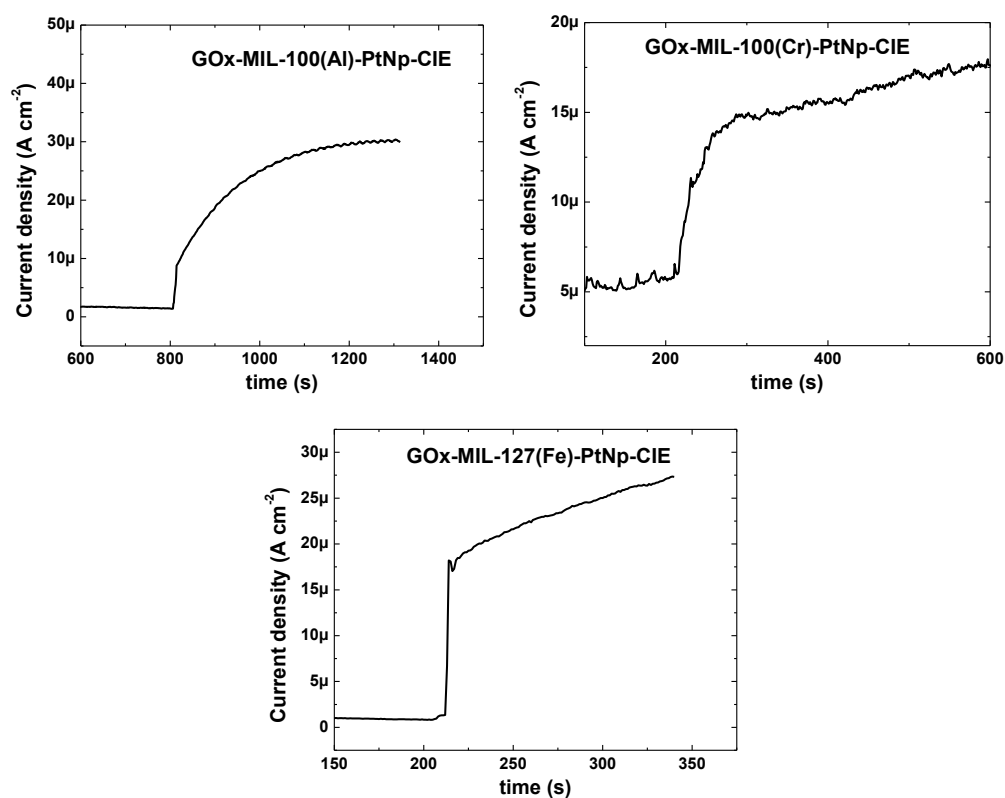 GOx-MIL-100(Al)-PtNp-CIE
Current density (A cm⁻²)
50µ
40µ
30µ
20µ
10µ
0
600 800 1000 1200 1400
time (s)
GOx-MIL-100(Cr)-PtNp-CIE
Current density (A cm⁻²)
20µ
15µ
10µ
5µ
200 400 600
time (s)
GOx-MIL-127(Fe)-PtNp-CIE
Current density (A cm⁻²)
30µ
25µ
20µ
15µ
10µ
5µ
0
150 200 250 300 350
time (s)